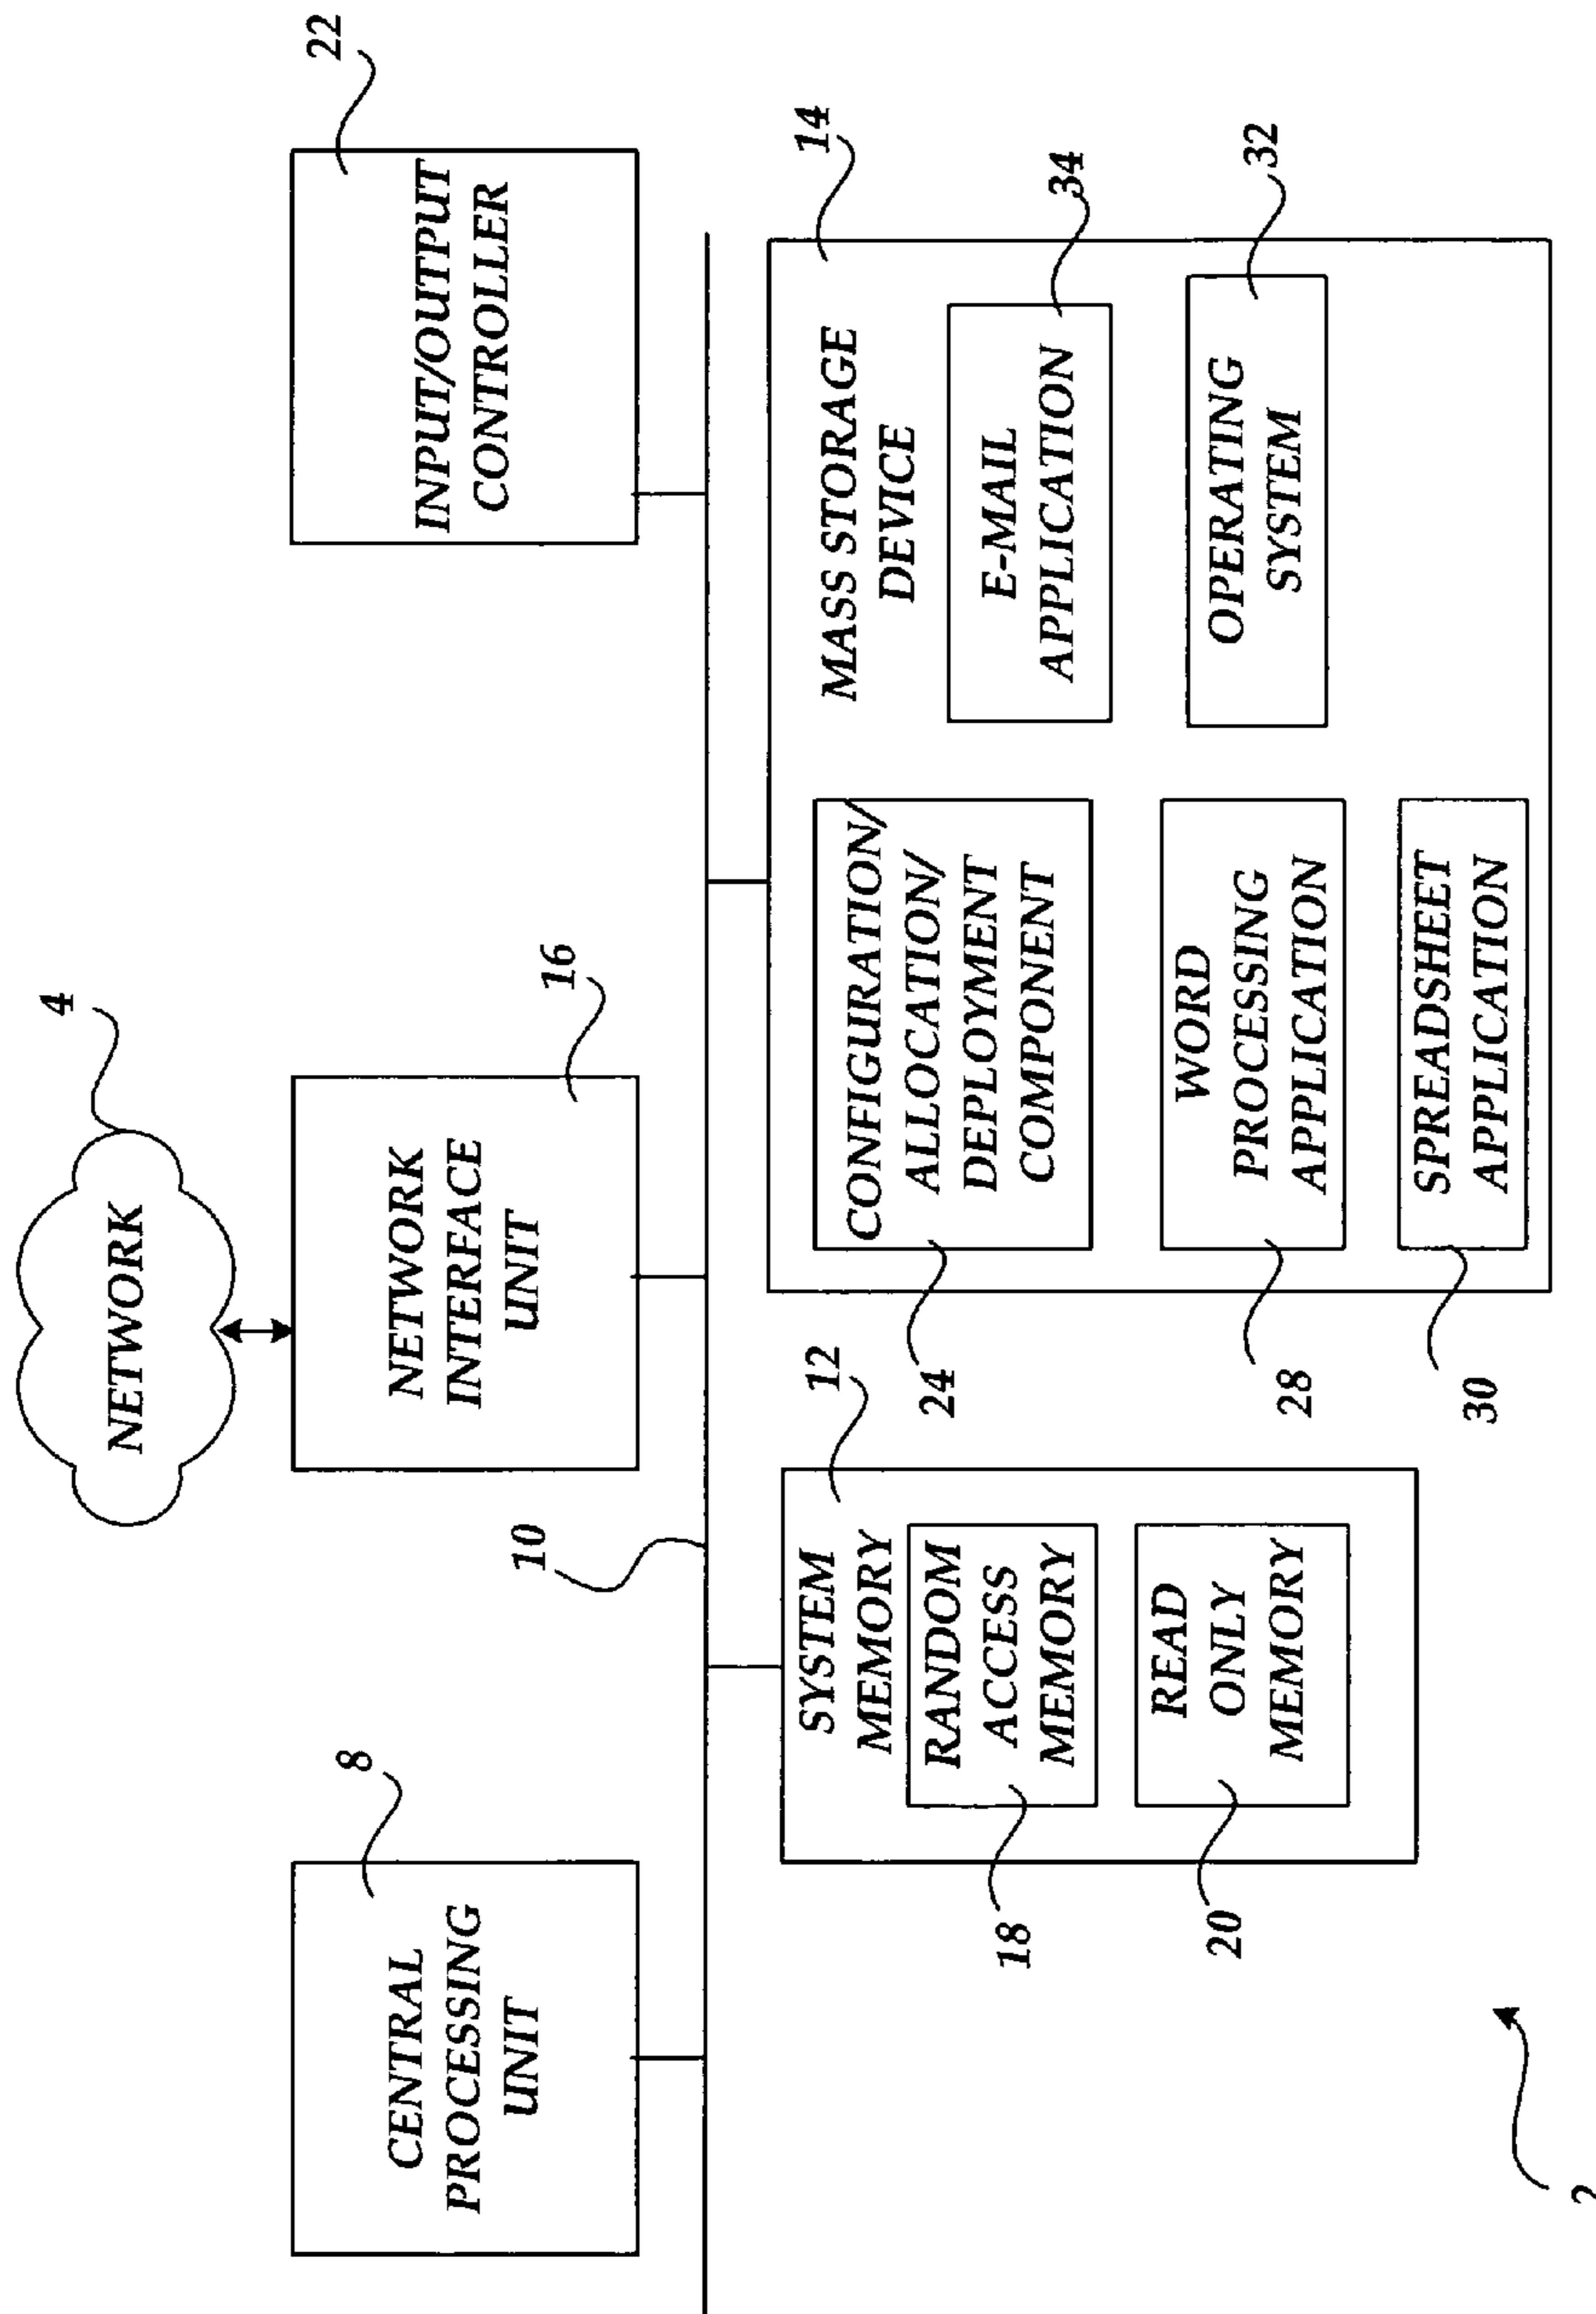 NETWORK
4
CENTRAL
PROCESSING
UNIT
8
NETWORK
INTERFACE
UNIT
16
INPUT/OUTPUT
CONTROLLER
22
10
SYSTEM
MEMORY
12
RANDOM
ACCESS
MEMORY
18
READ
ONLY
MEMORY
20
MASS STORAGE
DEVICE
14
CONFIGURATION/
ALLOCATION/
DEPLOYMENT
COMPONENT
24
E-MAIL
APPLICATION
34
WORD
PROCESSING
APPLICATION
28
OPERATING
SYSTEM
32
SPREADSHEET
APPLICATION
30
2